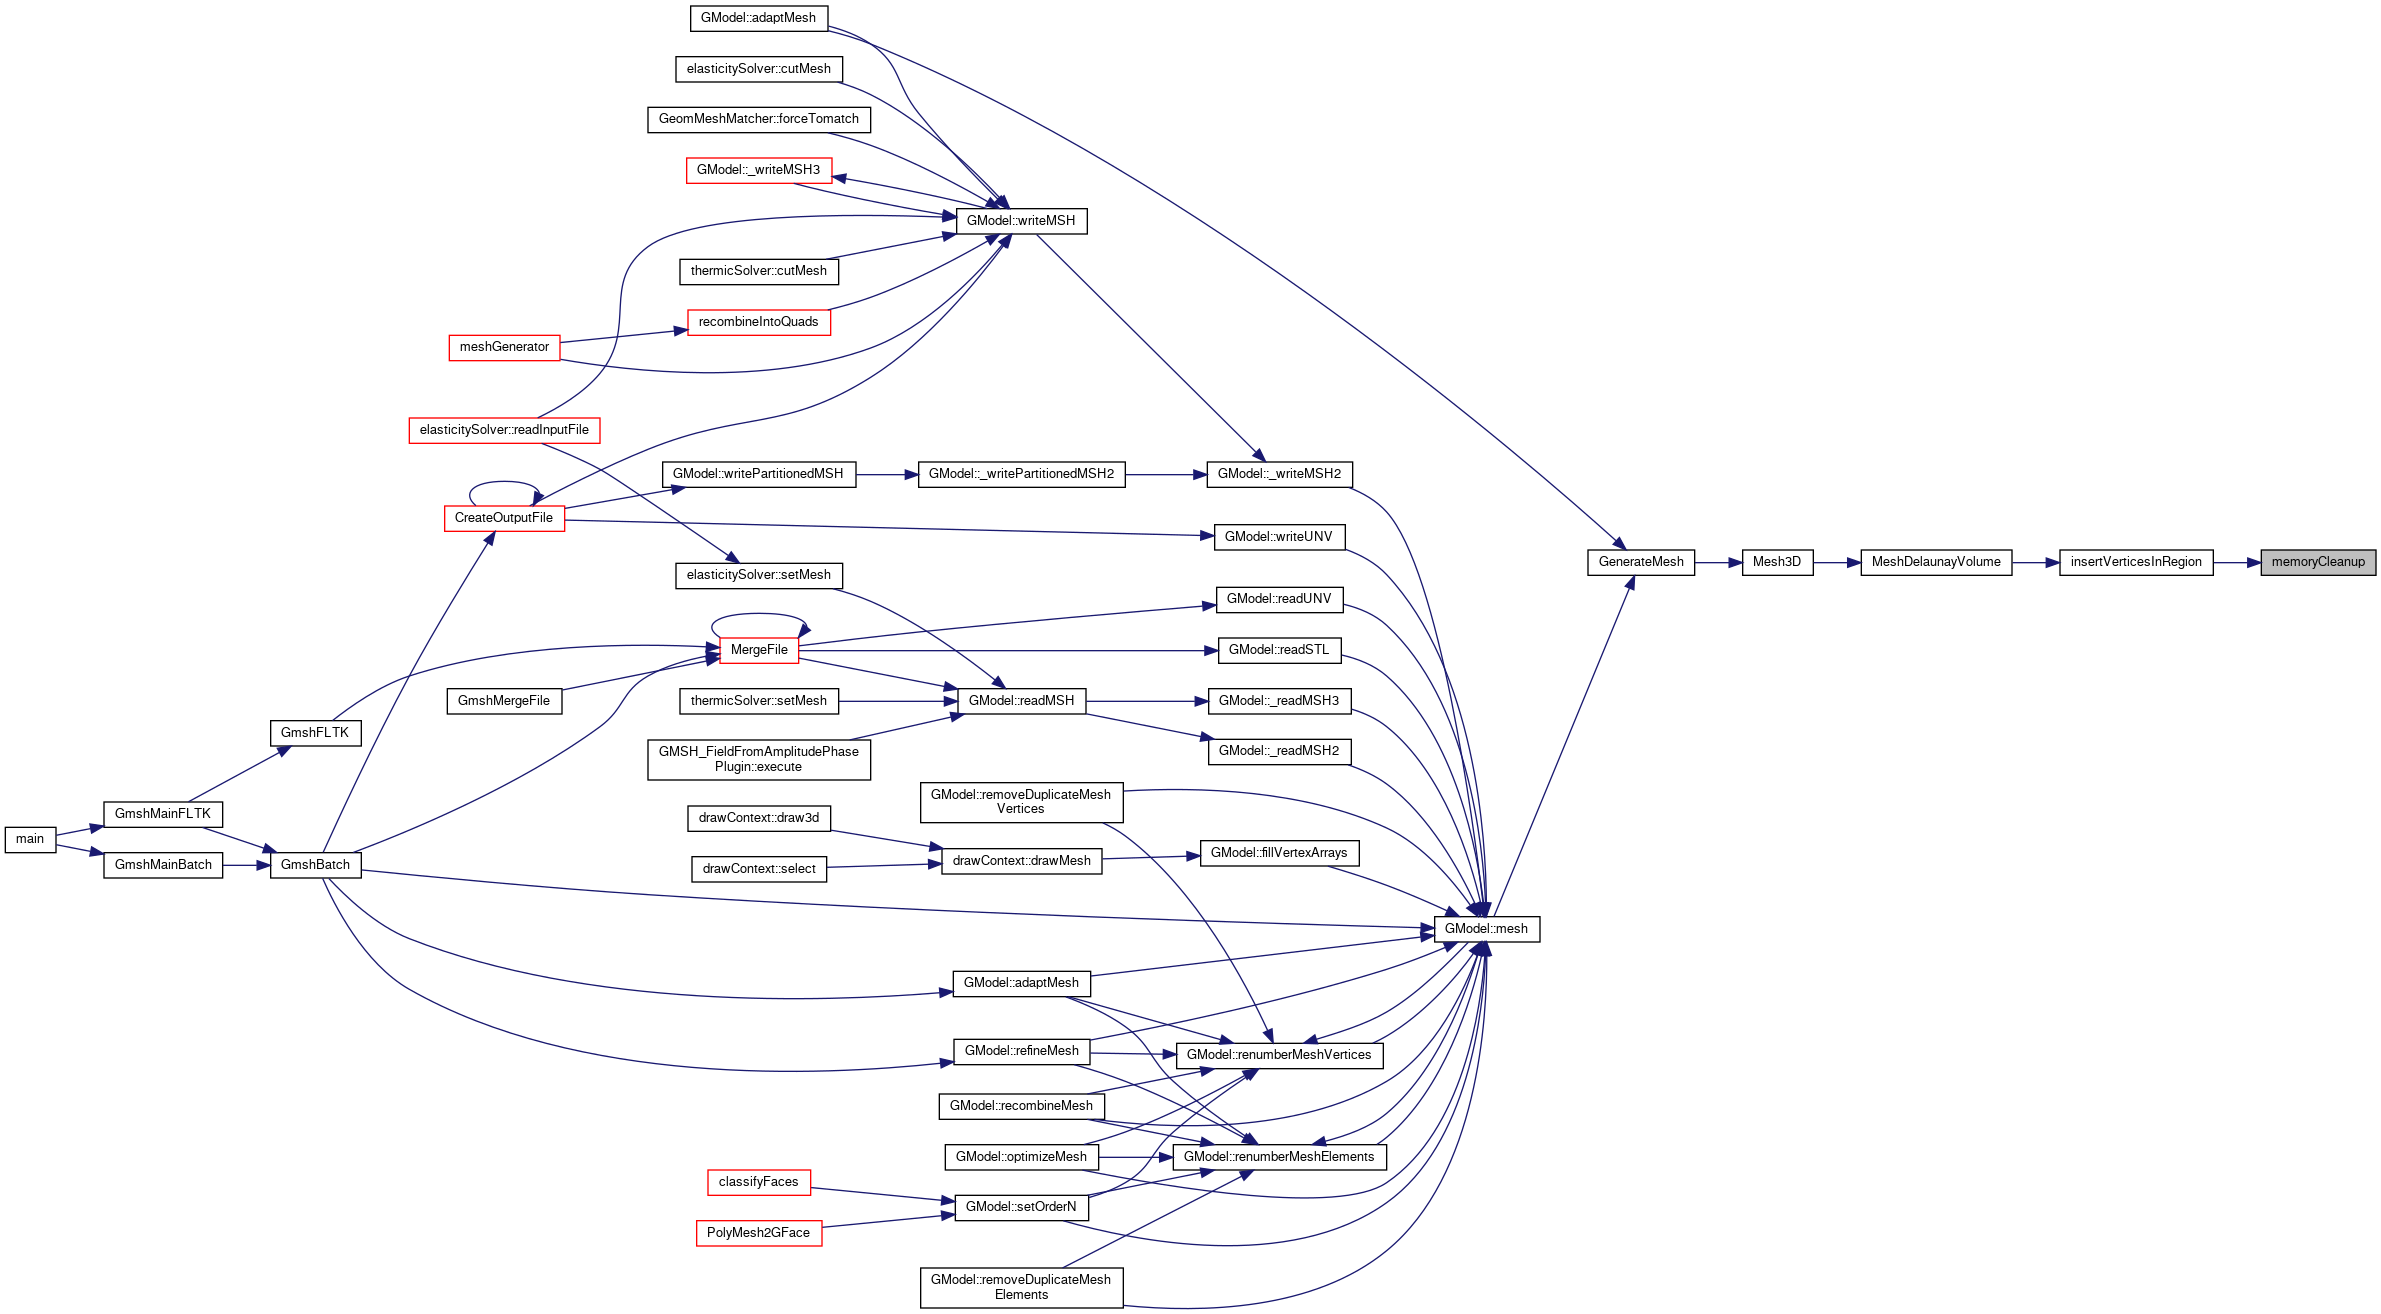 GModel::adaptMesh
elasticitySolver::cutMesh
GeomMeshMatcher::forceTomatch
GModel::_writeMSH3
GModel::writeMSH
thermicSolver::cutMesh
recombineIntoQuads
meshGenerator
elasticitySolver::readInputFile
GModel::writePartitionedMSH
GModel::_writePartitionedMSH2
GModel::_writeMSH2
CreateOutputFile
GModel::writeUNV
GenerateMesh
Mesh3D
MeshDelaunayVolume
insertVerticesInRegion
memoryCleanup
elasticitySolver::setMesh
GModel::readUNV
MergeFile
GModel::readSTL
GmshMergeFile
thermicSolver::setMesh
GModel::readMSH
GModel::_readMSH3
GmshFLTK
GMSH_FieldFromAmplitudePhase
Plugin::execute
GModel::_readMSH2
GModel::removeDuplicateMesh
Vertices
GmshMainFLTK
drawContext::draw3d
main
GmshMainBatch
GmshBatch
drawContext::select
drawContext::drawMesh
GModel::fillVertexArrays
GModel::mesh
GModel::adaptMesh
GModel::refineMesh
GModel::renumberMeshVertices
GModel::recombineMesh
GModel::optimizeMesh
GModel::renumberMeshElements
classifyFaces
GModel::setOrderN
PolyMesh2GFace
GModel::removeDuplicateMesh
Elements